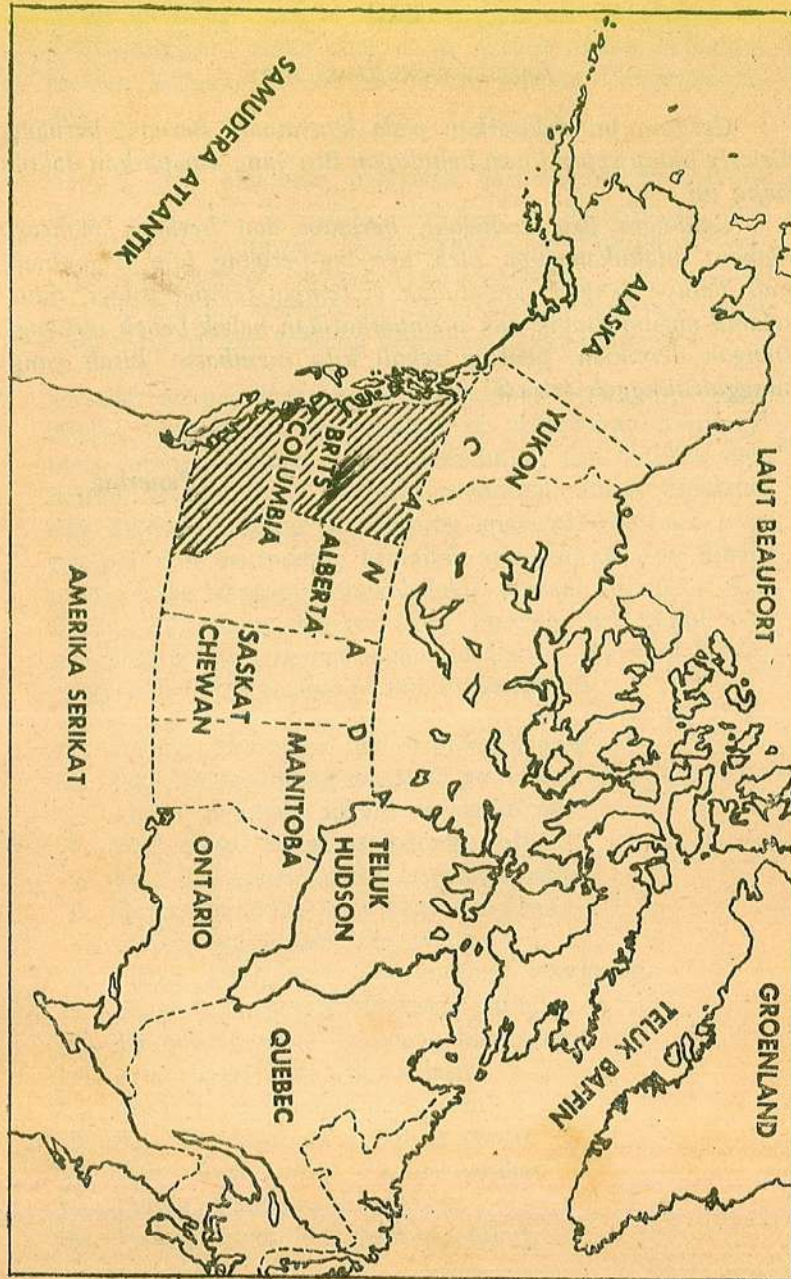 LAUT BEAUFORT
GROENLAND
ALASKA
TELUK BAFFIN
YUKON
C A N A D A
TELUK
HUDSON
BRITS
COLUMBIA
ALBERTA
SASKAT
CHEWAN
MANITOBA
ONTARIO
QUEBEC
SAMUDERA ATLANTIK
AMERIKA SERIKAT